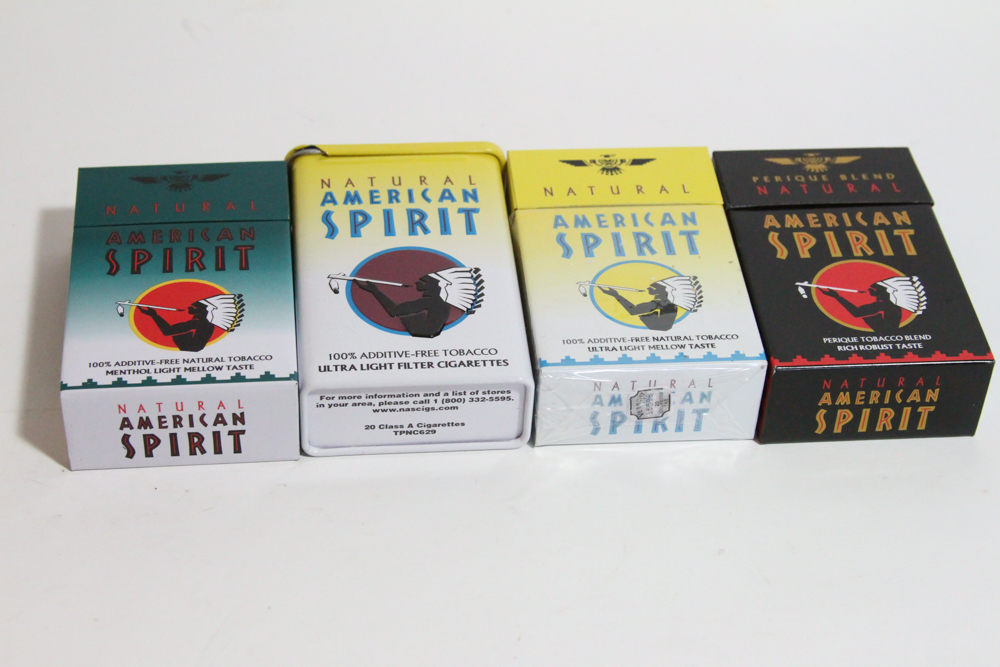 NATURAL
AMERICAN
SPIRIT
100% ADDITIVE-FREE NATURAL TOBACCO
MENTHOL LIGHT MELLOW TASTE
NATURAL
AMERICAN
SPIRIT
NATURAL
AMERICAN
SPIRIT
100% ADDITIVE-FREE TOBACCO
ULTRA LIGHT FILTER CIGARETTES
For more information and a list of stores
in your area, please call 1 (800) 332-5595.
www.nascigs.com
20 Class A Cigarettes
TPNC629
NATURAL
AMERICAN
SPIRIT
100% ADDITIVE-FREE NATURAL TOBACCO
ULTRA LIGHT MELLOW TASTE
NATURAL
AMERICAN
SPIRIT
PERIQUE BLEND
NATURAL
AMERICAN
SPIRIT
PERIQUE TOBACCO BLEND
RICH ROBUST TASTE
NATURAL
AMERICAN
SPIRIT